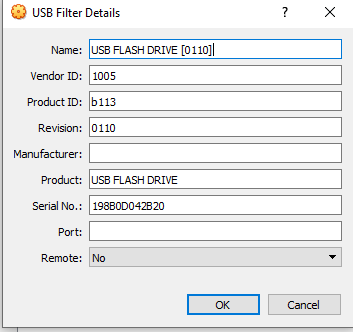 USB Filter Details
Name: USB FLASH DRIVE [0110]
Vendor ID: 1005
Product ID: b113
Revision: 0110
Manufacturer:
Product: USB FLASH DRIVE
Serial No.: 198B0D042B20
Port:
Remote: No
OK Cancel